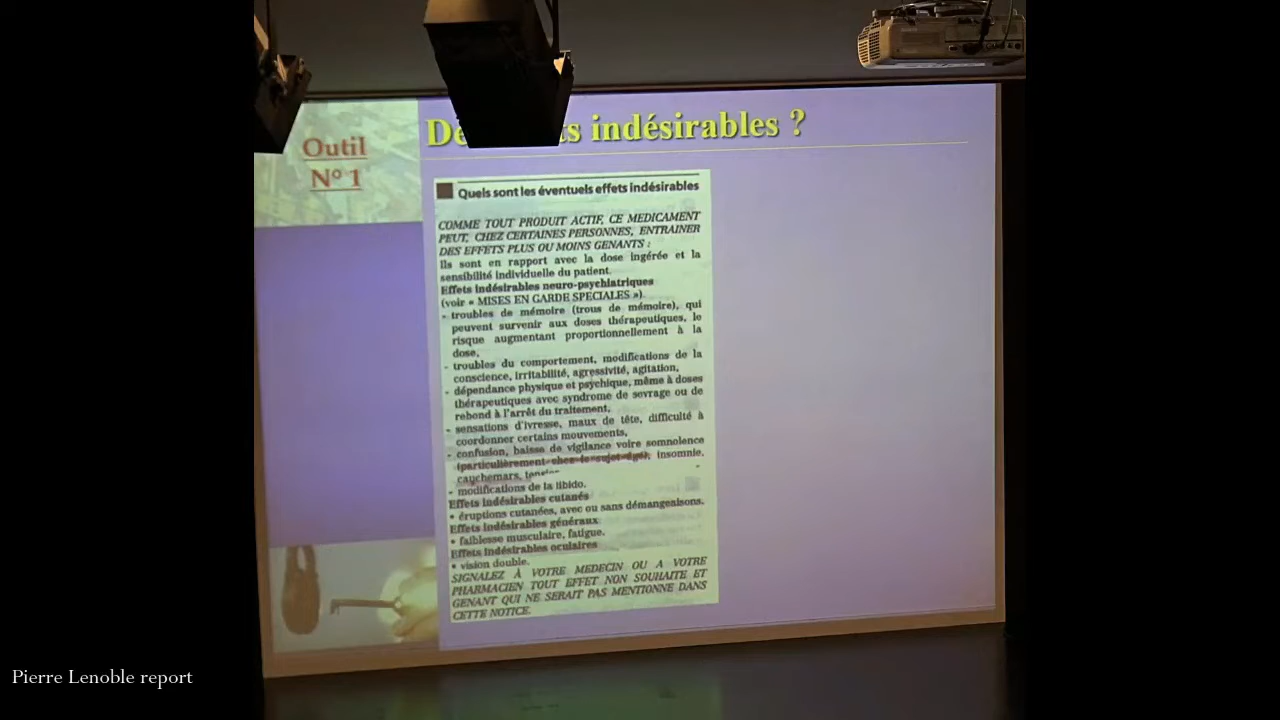 Outil
N° 1
indésirables ?
Quels sont les éventuels effets indésirables
COMME TOUT PRODUIT ACTIF, CE MEDICAMENT
PEUT, CHEZ CERTAINES PERSONNES, ENTRAINER
DES EFFETS PLUS OU MOINS GENANTS :
Ils sont en rapport avec la dose ingérée et la
sensibilité individuelle du patient.
Effets indésirables neuro-psychiatriques
(voir « MISES EN GARDE SPECIALES »).
- troubles de mémoire (trous de mémoire), qui
peuvent survenir aux doses thérapeutiques, le
risque augmentant proportionnellement à la
dose,
- troubles du comportement, modifications de la
conscience, irritabilité, agressivité, agitation,
- dépendance physique et psychique, même à doses
thérapeutiques avec syndrome de sevrage ou de
rebond à l'arrêt du traitement,
- sensations d'ivresse, maux de tête, difficulté à
coordonner certains mouvements,
- confusion, baisse de vigilance voire somnolence
(particulièrement chez le sujet âgé), insomnie,
cauchemars,
- modifications de la libido.
Effets indésirables cutanés
• éruptions cutanées, avec ou sans démangeaisons.
Effets indésirables généraux
• faiblesse musculaire, fatigue.
Effets indésirables oculaires
• vision double.
SIGNALEZ À VOTRE MEDECIN OU A VOTRE
PHARMACIEN TOUT EFFET NON SOUHAITE ET
GENANT QUI NE SERAIT PAS MENTIONNE DANS
CETTE NOTICE.
Pierre Lenoble report